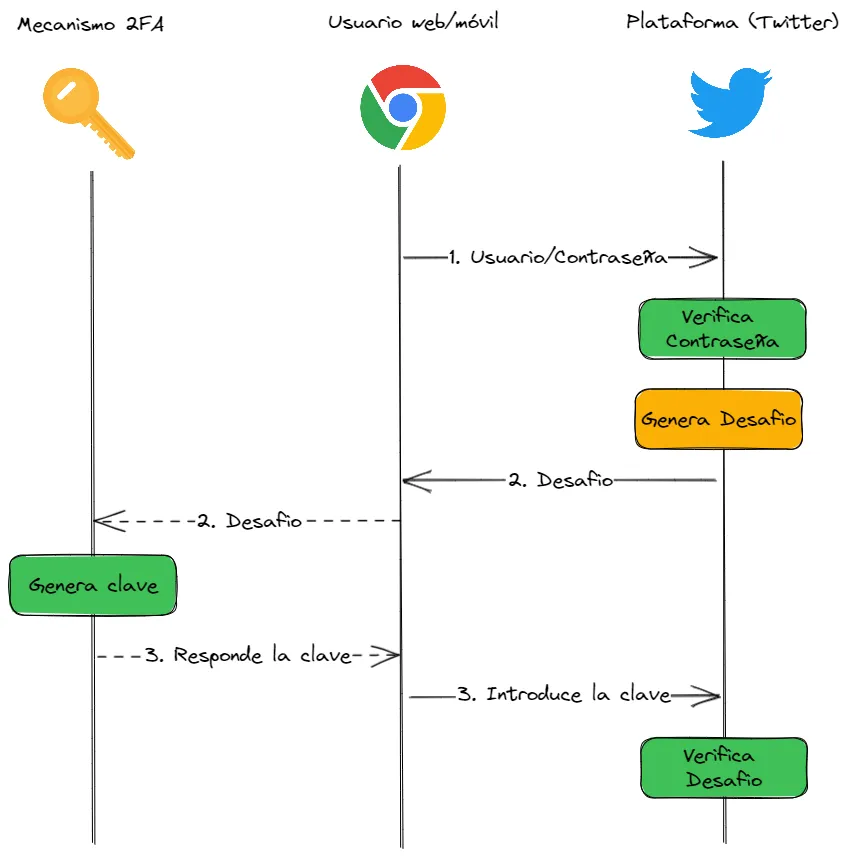 Mecanismo 2FA
Usuario web/móvil
Plataforma (Twitter)
1. Usuario/Contraseña
Verifica
Contraseña
Genera Desafio
2. Desafio
2. Desafio
Genera clave
3. Responde la clave
3. Introduce la clave
Verifica
Desafio